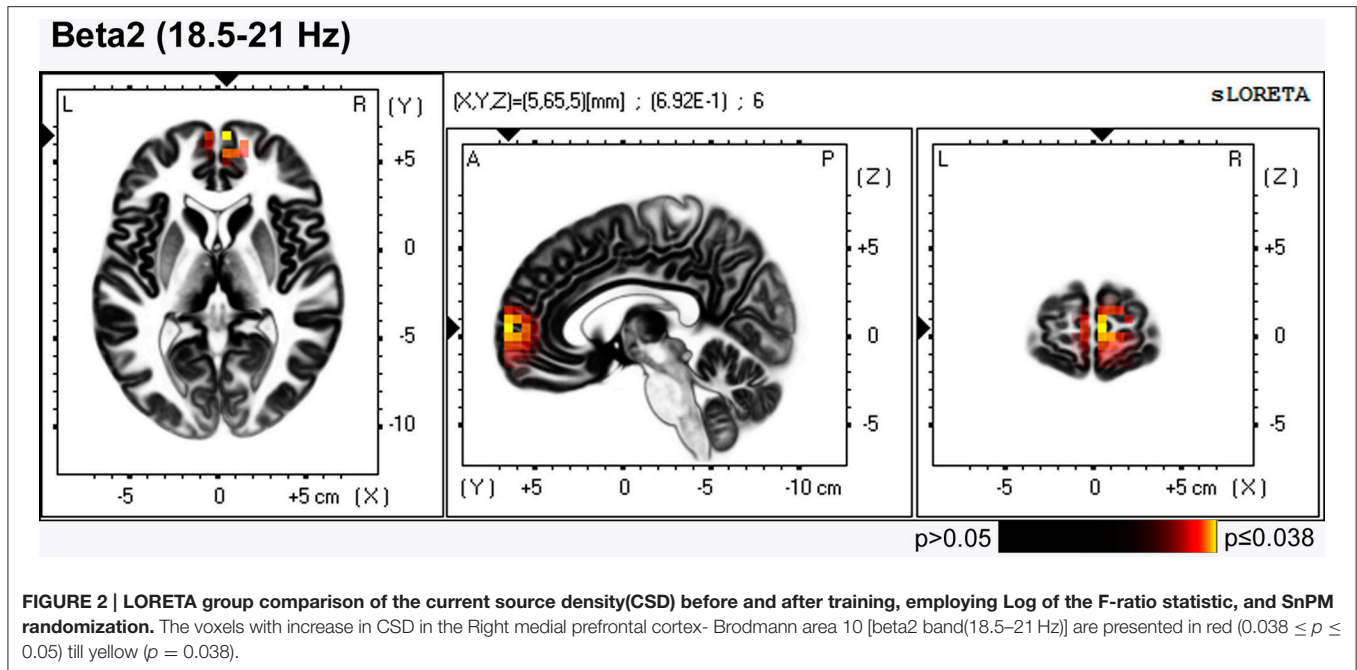 Beta2 (18.5-21 Hz)
(X,Y,Z)=(5,65,5)[mm] ; (6.92E-1) ; 6
sLORETA
L R (Y)
+5
0
-5
-10
-5 0 +5 cm (X)
A P (Z)
+5
0
-5
(Y) +5 0 -5 -10 cm
L R (Z)
+5
0
-5
-5 0 +5 cm (X)
p>0.05 p≤0.038
FIGURE 2 | LORETA group comparison of the current source density(CSD) before and after training, employing Log of the F-ratio statistic, and SnPM
randomization. The voxels with increase in CSD in the Right medial prefrontal cortex- Brodmann area 10 [beta2 band(18.5–21 Hz)] are presented in red (0.038 ≤ p ≤
0.05) till yellow (p = 0.038).